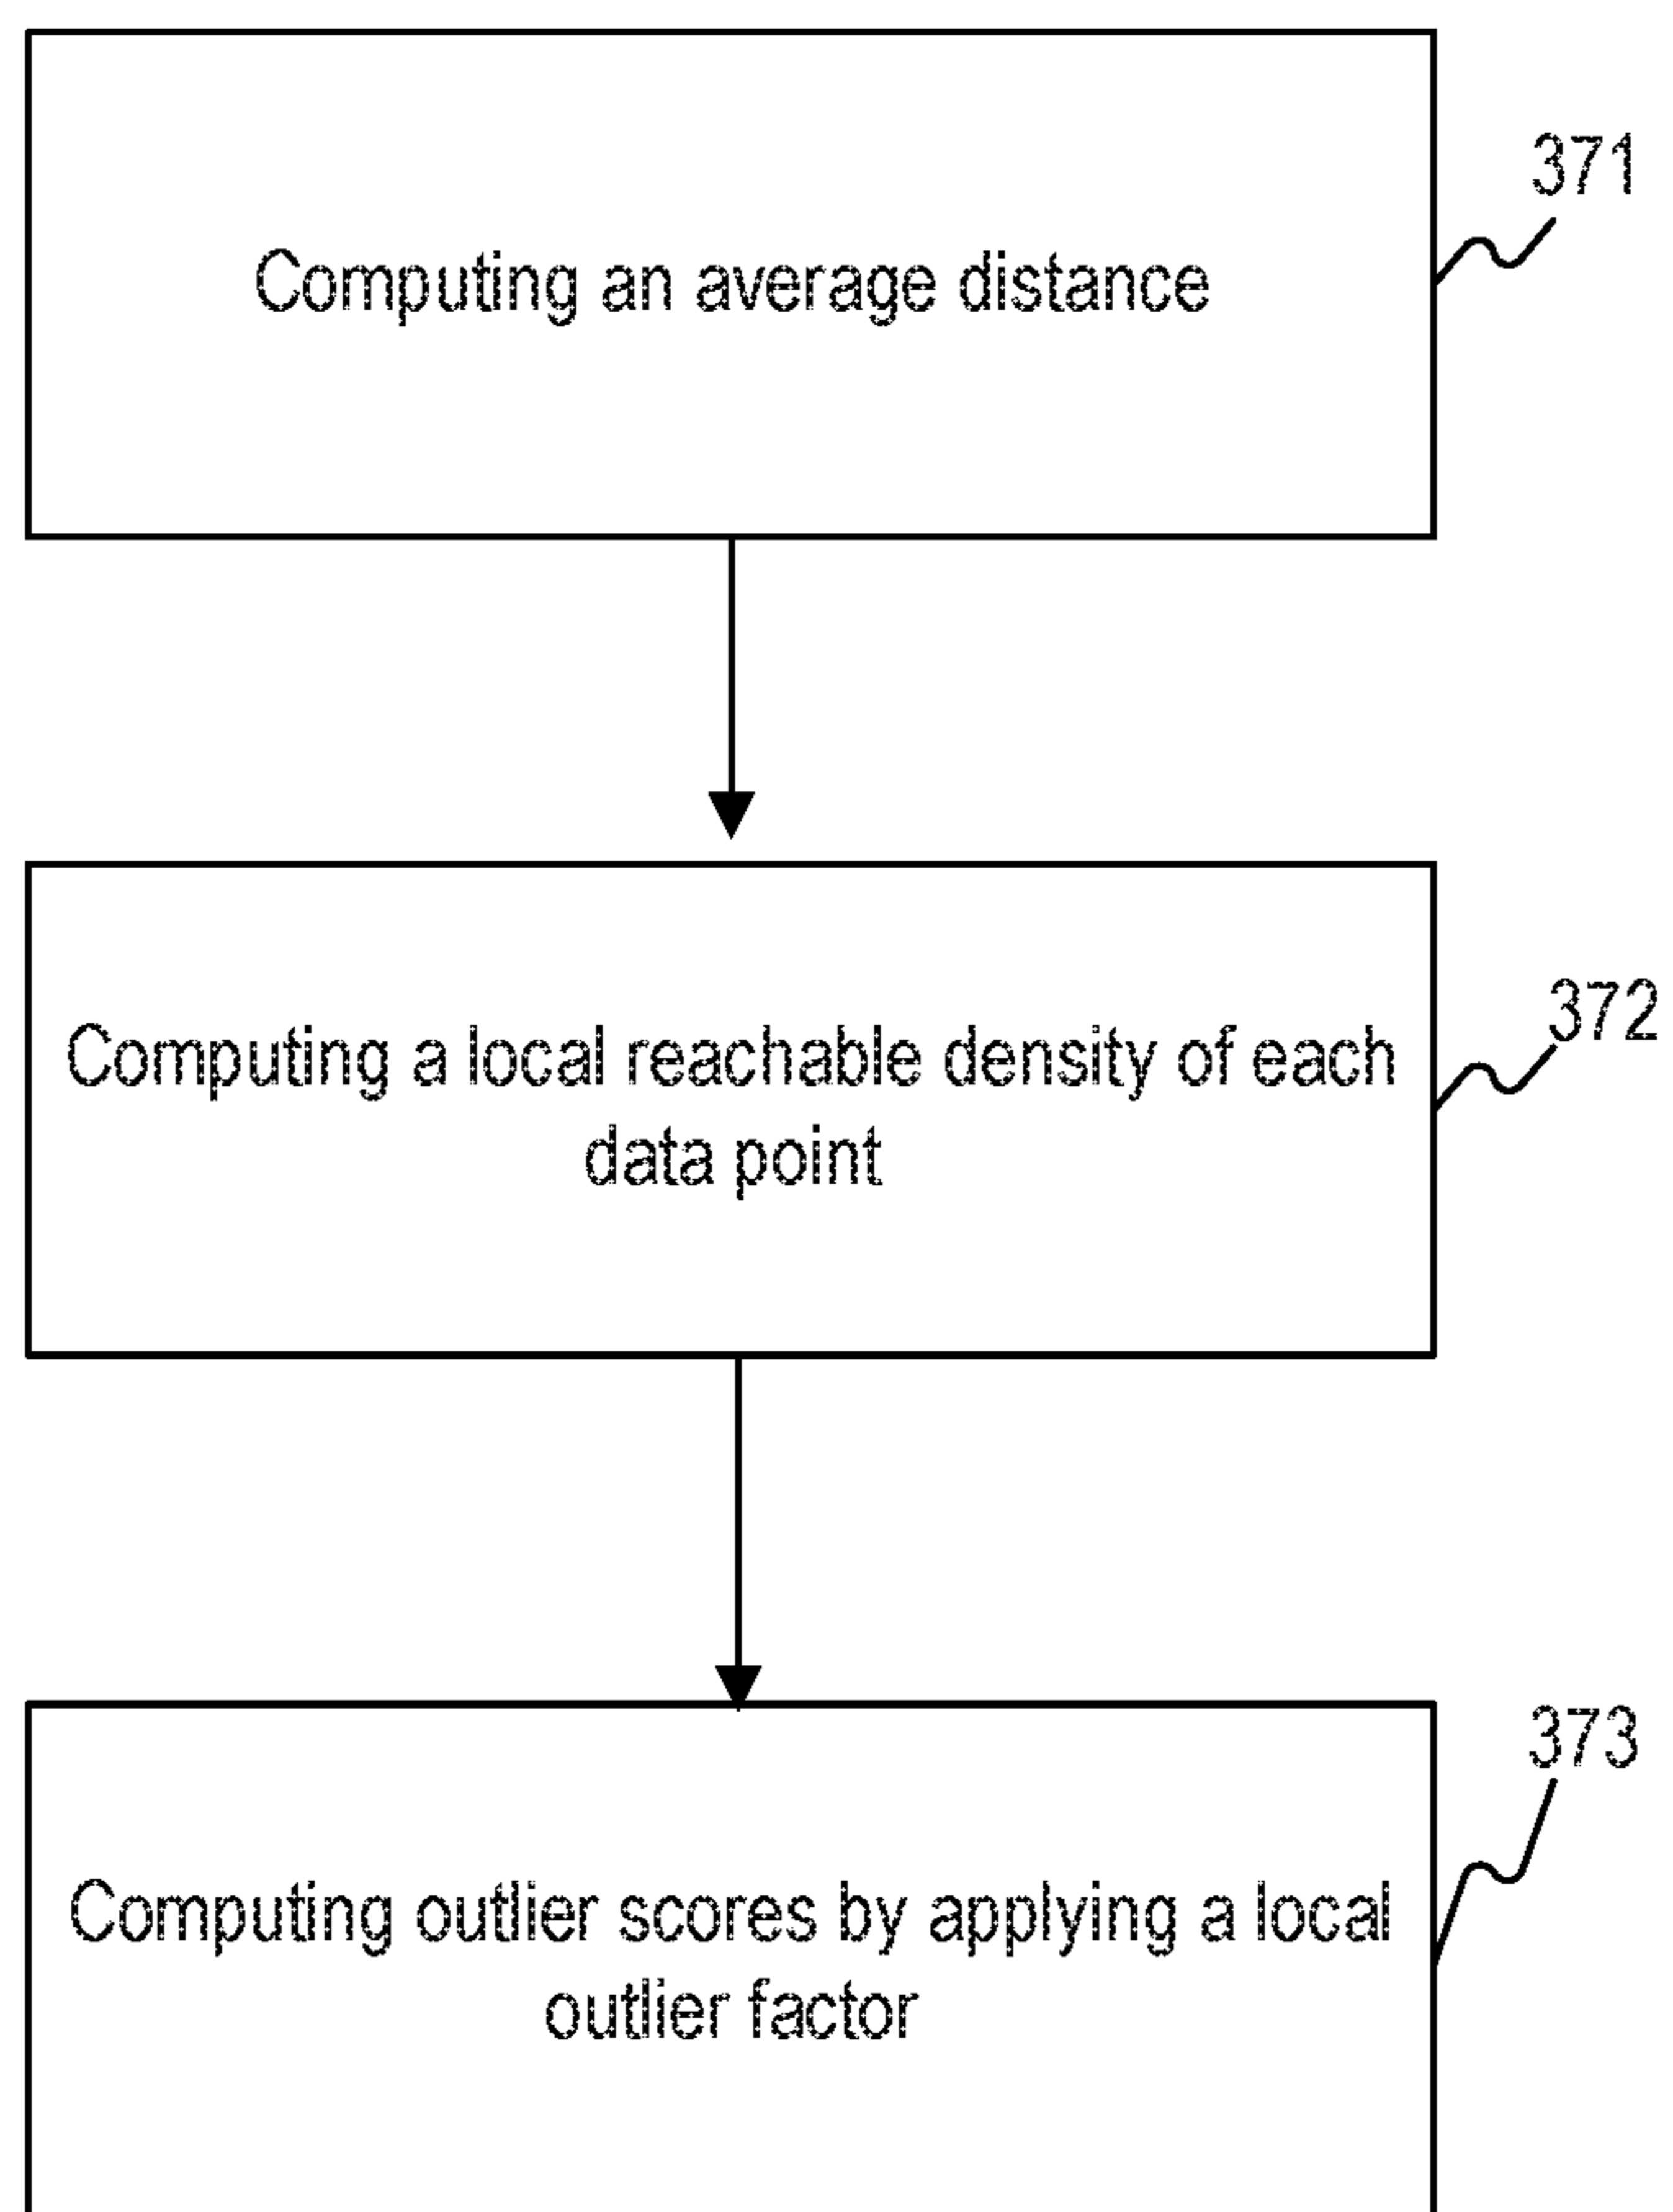 371
Computing an average distance
372
Computing a local reachable density of each
data point
373
Computing outlier scores by applying a local
outlier factor